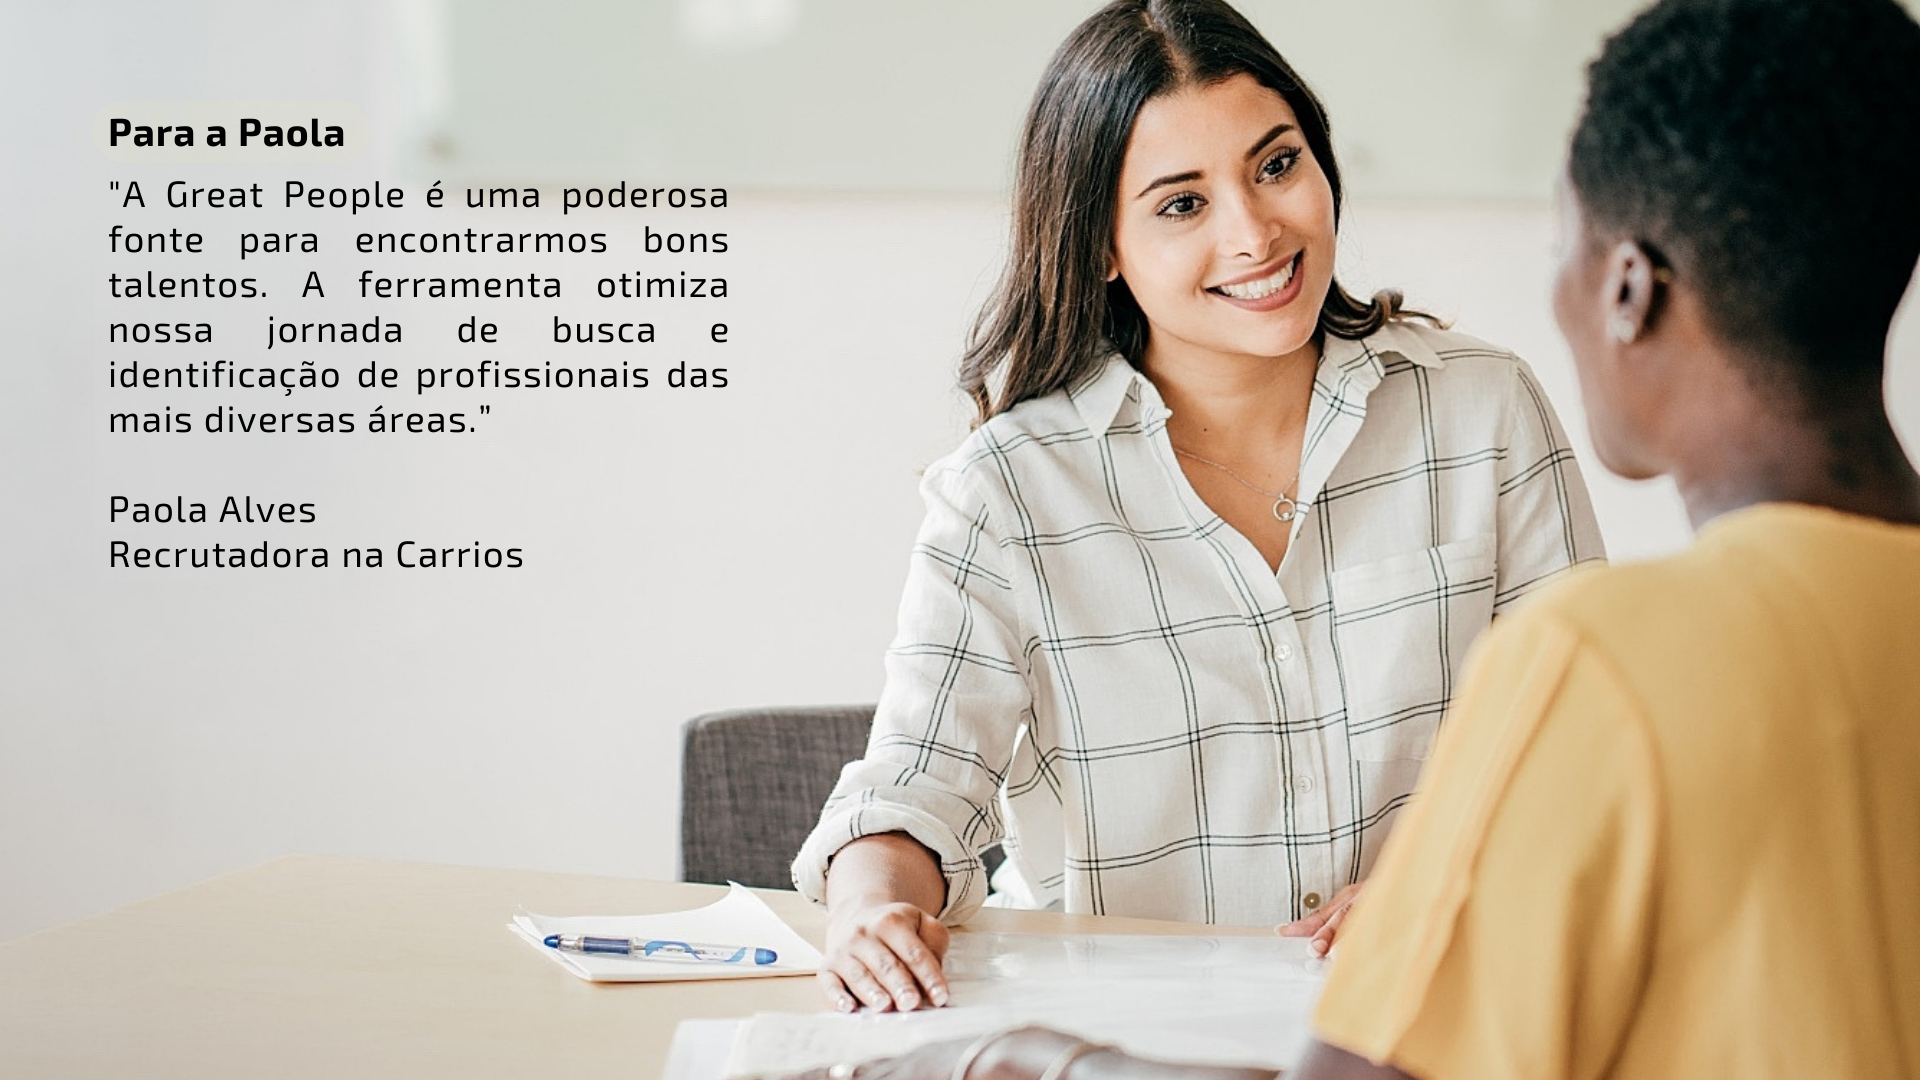 Para a Paola
"A Great People é uma poderosa
fonte para encontrarmos bons
talentos. A ferramenta otimiza
nossa jornada de busca e
identificação de profissionais das
mais diversas áreas.”
Paola Alves
Recrutadora na Carrios